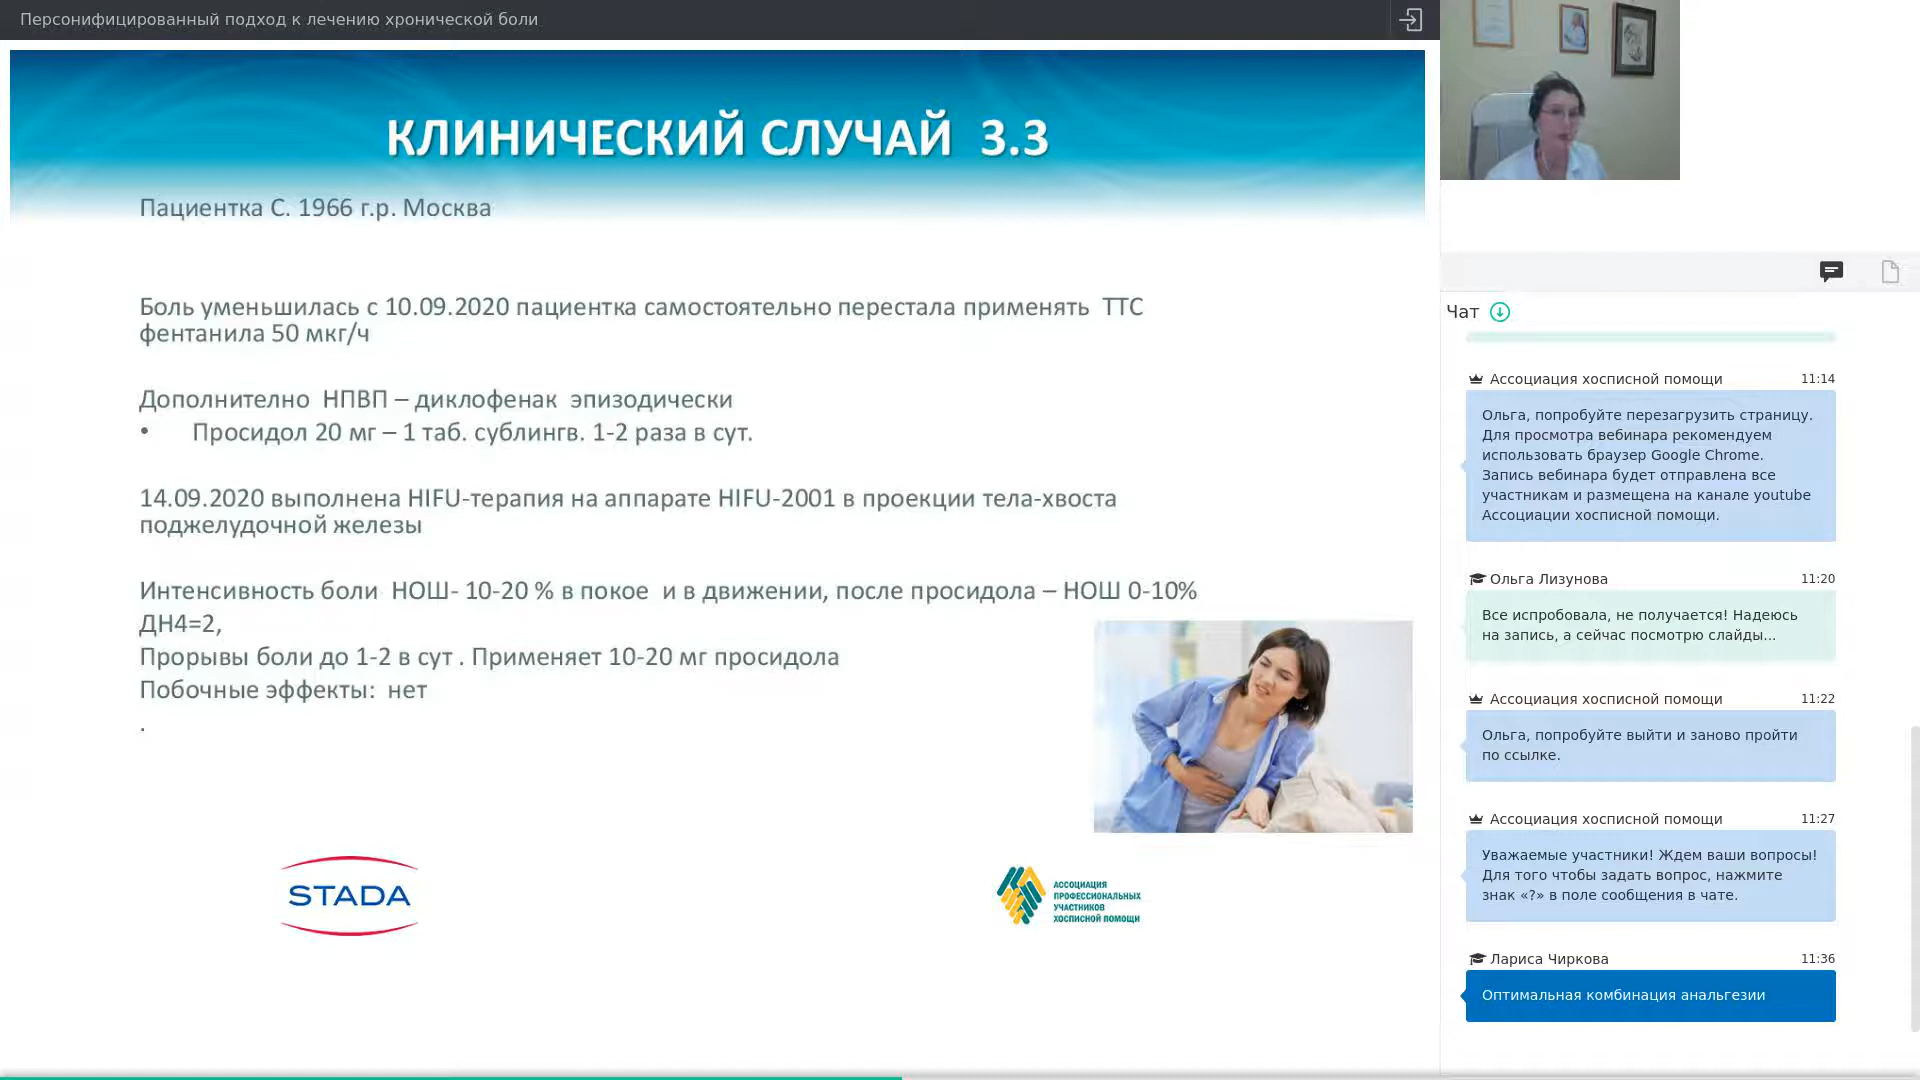 Персонифицированный подход к лечению хронической боли
КЛИНИЧЕСКИЙ СЛУЧАЙ 3.3
Пациентка С. 1966 г.р. Москва
Боль уменьшилась с 10.09.2020 пациентка самостоятельно перестала применять ТТС
фентанила 50 мкг/ч
Дополнително НПВП – диклофенак эпизодически
• Просидол 20 мг – 1 таб. сублингв. 1-2 раза в сут.
14.09.2020 выполнена HIFU-терапия на аппарате HIFU-2001 в проекции тела-хвоста
поджелудочной железы
Интенсивность боли НОШ- 10-20 % в покое и в движении, после просидола – НОШ 0-10%
ДН4=2,
Прорывы боли до 1-2 в сут . Применяет 10-20 мг просидола
Побочные эффекты: нет
.
STADA
АССОЦИАЦИЯ
ПРОФЕССИОНАЛЬНЫХ
УЧАСТНИКОВ
ХОСПИСНОЙ ПОМОЩИ
Чат
Ассоциация хосписной помощи 11:14
Ольга, попробуйте перезагрузить страницу.
Для просмотра вебинара рекомендуем
использовать браузер Google Chrome.
Запись вебинара будет отправлена все
участникам и размещена на канале youtube
Ассоциации хосписной помощи.
Ольга Лизунова 11:20
Все испробовала, не получается! Надеюсь
на запись, а сейчас посмотрю слайды...
Ассоциация хосписной помощи 11:22
Ольга, попробуйте выйти и заново пройти
по ссылке.
Ассоциация хосписной помощи 11:27
Уважаемые участники! Ждем ваши вопросы!
Для того чтобы задать вопрос, нажмите
знак «?» в поле сообщения в чате.
Лариса Чиркова 11:36
Оптимальная комбинация анальгезии